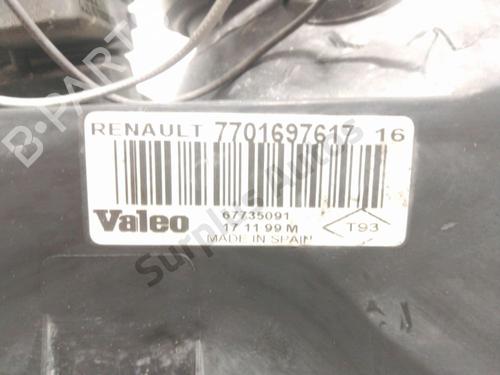 RENAULT 7701697617 16
Valeo
67735091
17 11 99 M
MADE IN SPAIN
T93
B-PARTS
Surplus Autos